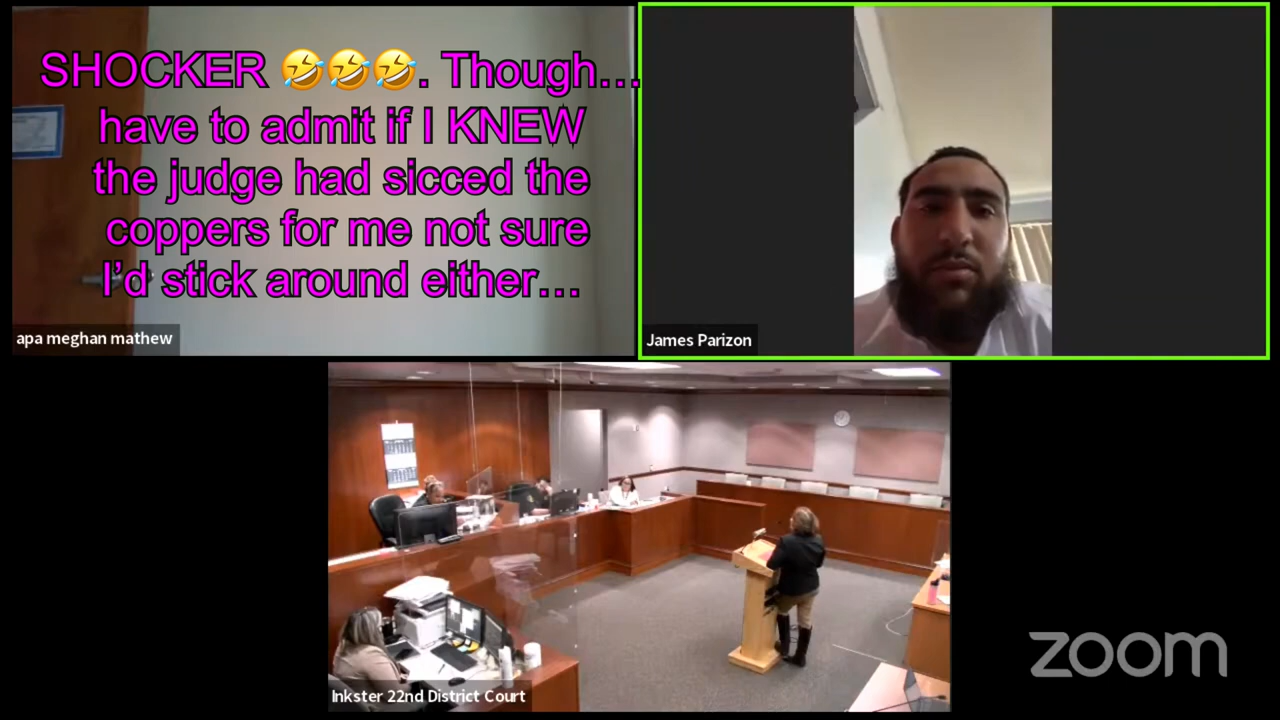 SHOCKER 🤣🤣🤣. Though...
have to admit if I KNEW
the judge had sicced the
coppers for me not sure
I'd stick around either...
apa meghan mathew
James Parizon
Inkster 22nd District Court
zoom